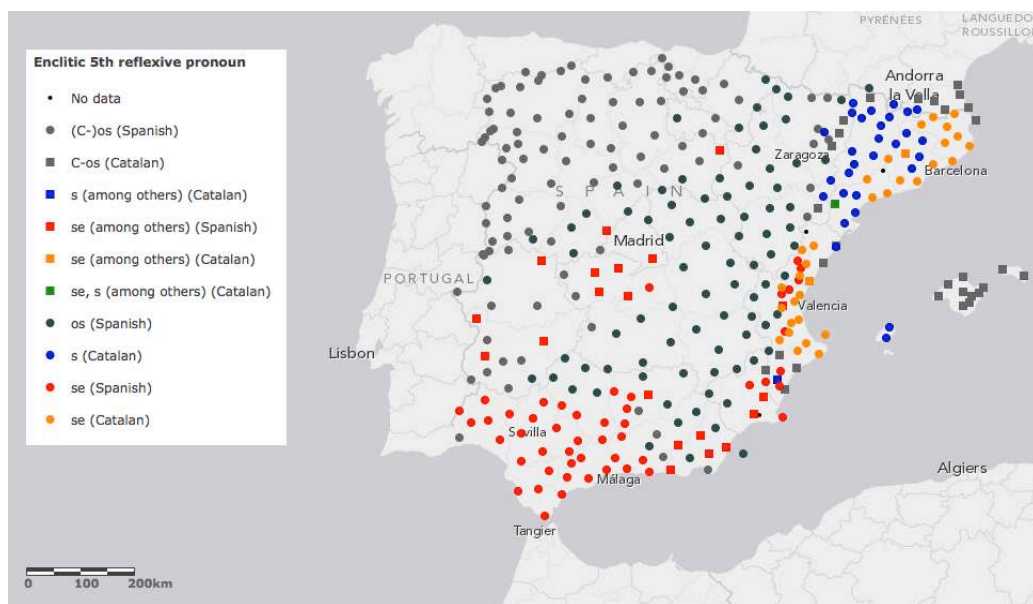 PYRÉNÉES
LANGUEDO
ROUSSILLON
Enclitic 5th reflexive pronoun
No data
(C-)os (Spanish)
C-os (Catalan)
s (among others) (Catalan)
se (among others) (Spanish)
se (among others) (Catalan)
se, s (among others) (Catalan)
os (Spanish)
s (Catalan)
se (Spanish)
se (Catalan)
Andorra
la Vella
Zaragoza
Barcelona
S P A I N
Madrid
PORTUGAL
Valencia
Lisbon
Sevilla
Málaga
Algiers
Tangier
0 100 200km